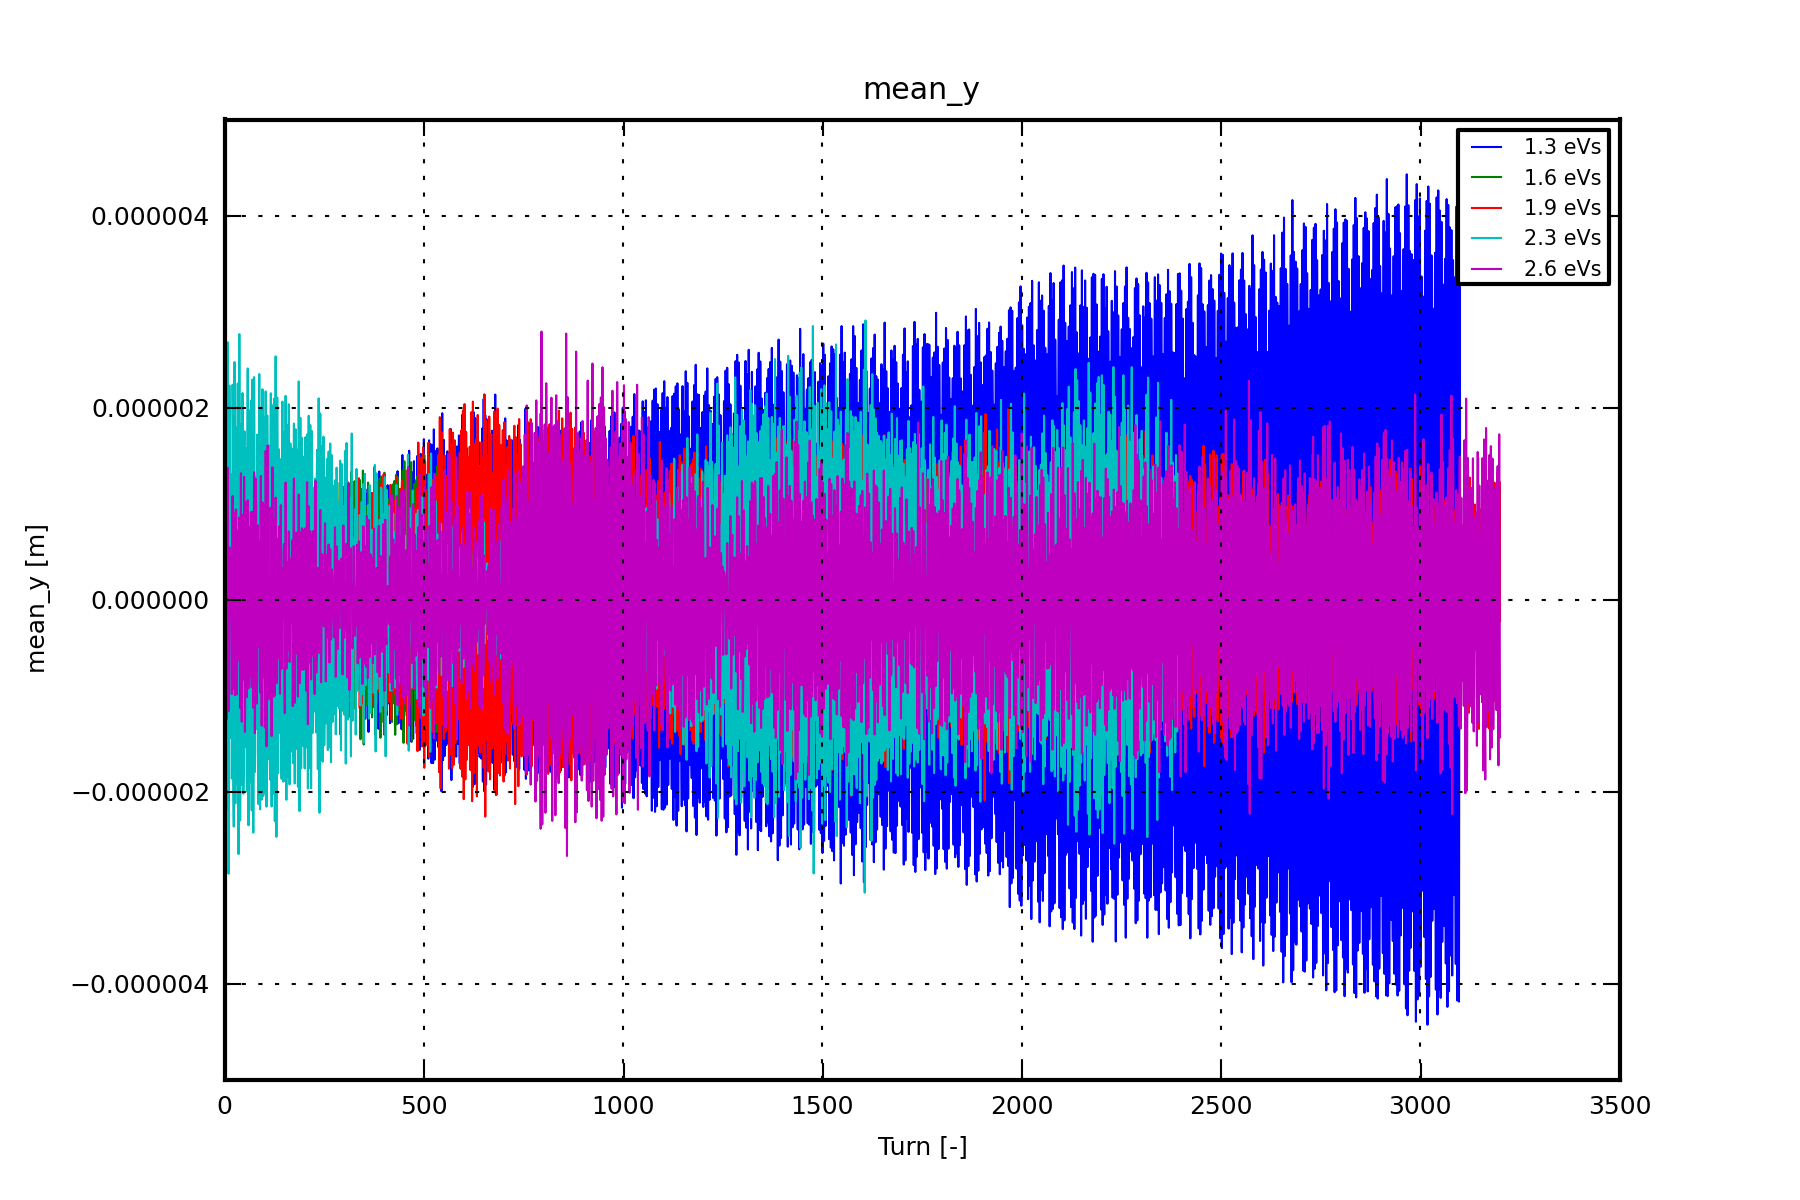 mean_y
1.3 eVs
1.6 eVs
1.9 eVs
2.3 eVs
2.6 eVs
0.000004
0.000002
0.000000
−0.000002
−0.000004
mean_y [m]
0 500 1000 1500 2000 2500 3000 3500
Turn [-]